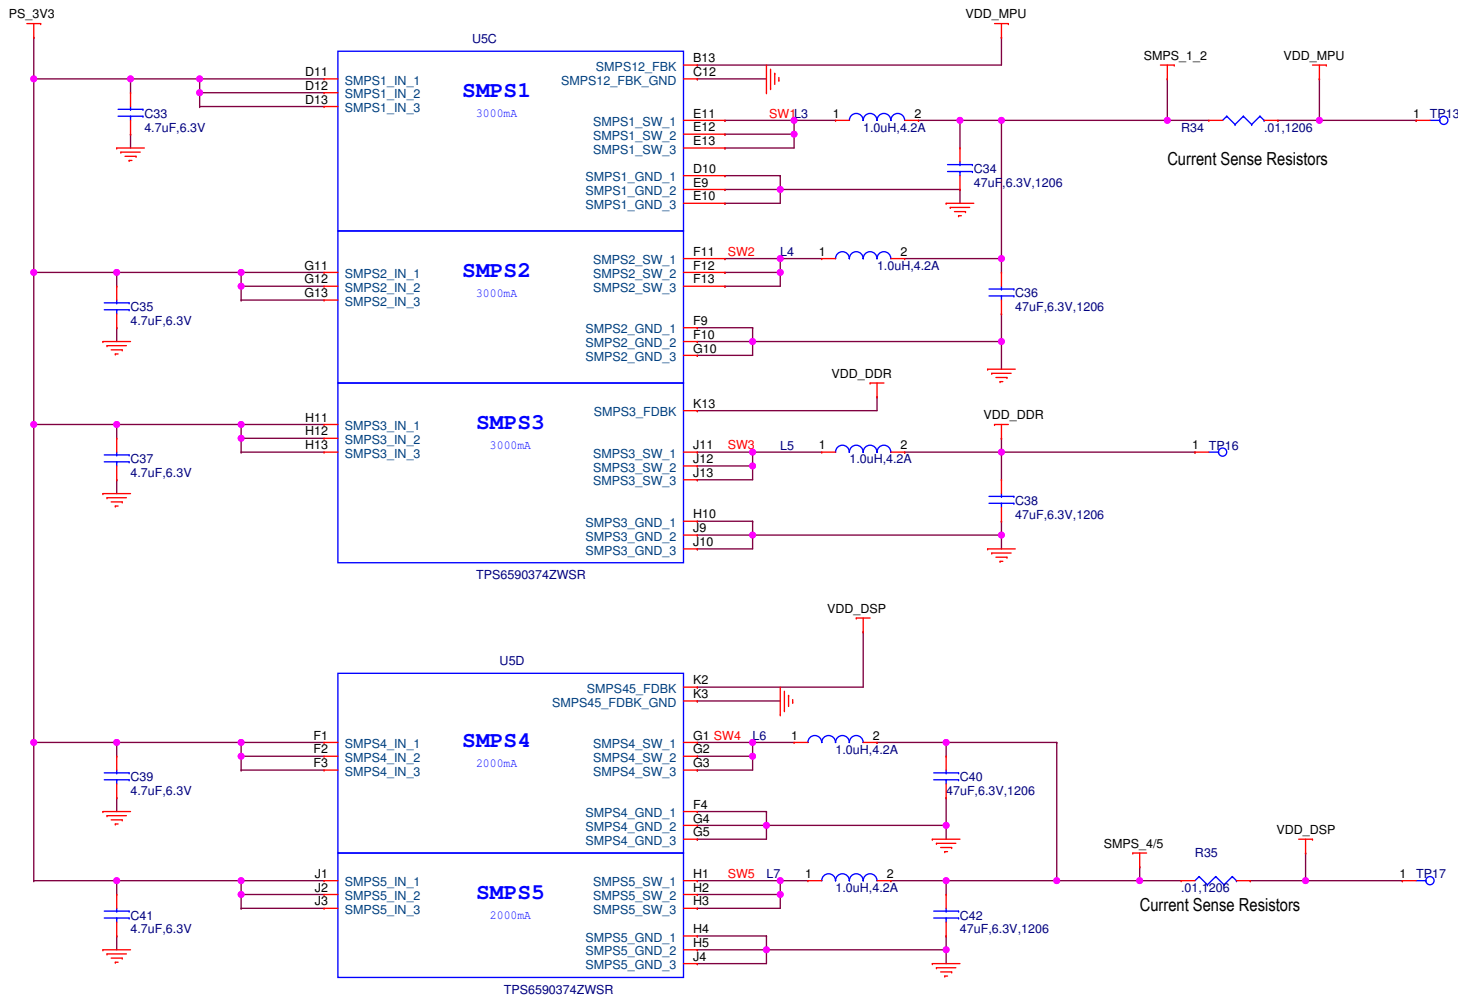 PS_3V3
VDD_MPU
U5C
SMPS_1_2
VDD_MPU
D11
D12
D13
SMPS1_IN_1
SMPS1_IN_2
SMPS1_IN_3
SMPS1
3000mA
SMPS12_FBK
SMPS12_FBK_GND
B13
C12
C33
4.7uF,6.3V
SMPS1_SW_1
SMPS1_SW_2
SMPS1_SW_3
E11
E12
E13
SW1
L3
1
2
1.0uH,4.2A
R34
.01,1206
1
TP13
Current Sense Resistors
SMPS1_GND_1
SMPS1_GND_2
SMPS1_GND_3
D10
E9
E10
C34
47uF,6.3V,1206
G11
G12
G13
SMPS2_IN_1
SMPS2_IN_2
SMPS2_IN_3
SMPS2
3000mA
SMPS2_SW_1
SMPS2_SW_2
SMPS2_SW_3
F11
F12
F13
SW2
L4
1
2
1.0uH,4.2A
C35
4.7uF,6.3V
C36
47uF,6.3V,1206
SMPS2_GND_1
SMPS2_GND_2
SMPS2_GND_3
F9
F10
G10
VDD_DDR
H11
H12
H13
SMPS3_IN_1
SMPS3_IN_2
SMPS3_IN_3
SMPS3
3000mA
SMPS3_FDBK
K13
VDD_DDR
C37
4.7uF,6.3V
SMPS3_SW_1
SMPS3_SW_2
SMPS3_SW_3
J11
J12
J13
SW3
L5
1
2
1.0uH,4.2A
1
TP16
C38
47uF,6.3V,1206
SMPS3_GND_1
SMPS3_GND_2
SMPS3_GND_3
H10
J9
J10
TPS6590374ZWSR
VDD_DSP
U5D
SMPS45_FDBK
SMPS45_FDBK_GND
K2
K3
F1
F2
F3
SMPS4_IN_1
SMPS4_IN_2
SMPS4_IN_3
SMPS4
2000mA
SMPS4_SW_1
SMPS4_SW_2
SMPS4_SW_3
G1
G2
G3
SW4
L6
1
2
1.0uH,4.2A
C39
4.7uF,6.3V
C40
47uF,6.3V,1206
SMPS4_GND_1
SMPS4_GND_2
SMPS4_GND_3
F4
G4
G5
SMPS_4/5
R35
VDD_DSP
J1
J2
J3
SMPS5_IN_1
SMPS5_IN_2
SMPS5_IN_3
SMPS5
2000mA
SMPS5_SW_1
SMPS5_SW_2
SMPS5_SW_3
H1
H2
H3
SW5
L7
1
2
1.0uH,4.2A
.01,1206
1
TP17
Current Sense Resistors
C41
4.7uF,6.3V
C42
47uF,6.3V,1206
SMPS5_GND_1
SMPS5_GND_2
SMPS5_GND_3
H4
H5
J4
TPS6590374ZWSR